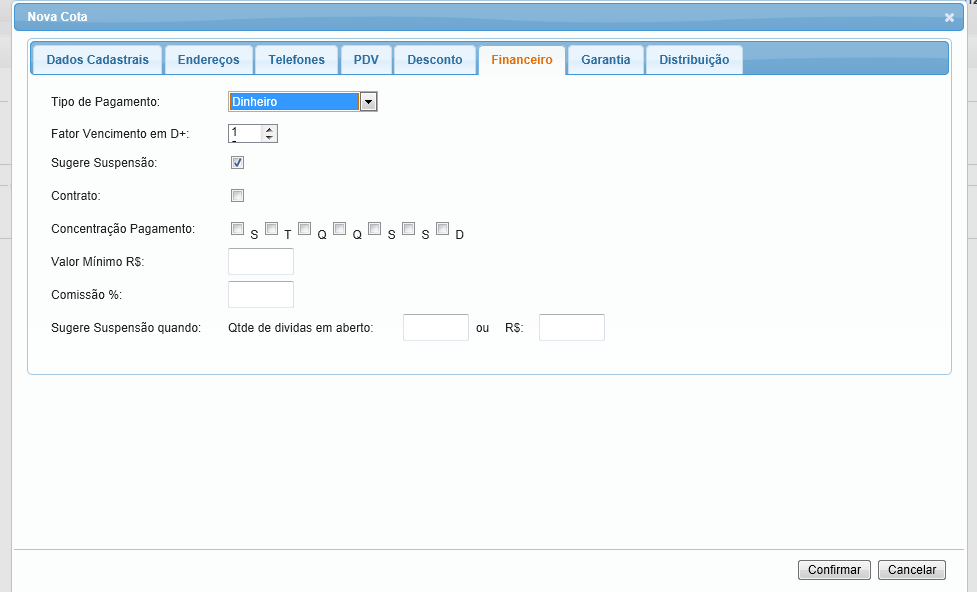 Nova Cota
Dados Cadastrais Endereços Telefones PDV Desconto Financeiro Garantia Distribuição
Tipo de Pagamento: Dinheiro
Fator Vencimento em D+: 1
Sugere Suspensão:
Contrato:
Concentração Pagamento: S T Q Q S S D
Valor Mínimo R$:
Comissão %:
Sugere Suspensão quando: Qtde de dividas em aberto: ou R$:
Confirmar Cancelar